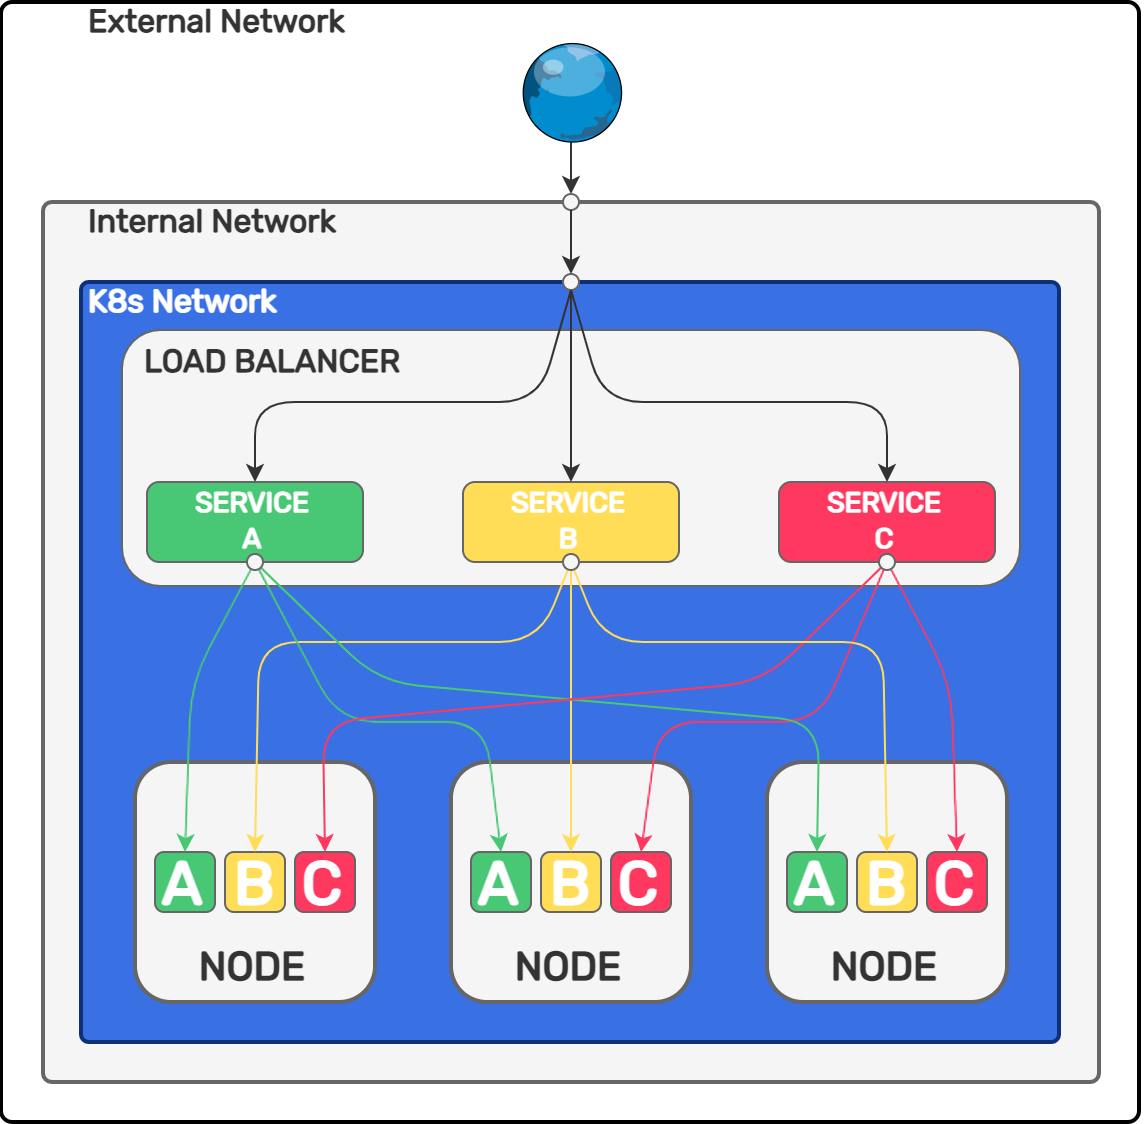 External Network
Internal Network
K8s Network
LOAD BALANCER
SERVICE
A
SERVICE
B
SERVICE
C
A B C
NODE
A B C
NODE
A B C
NODE